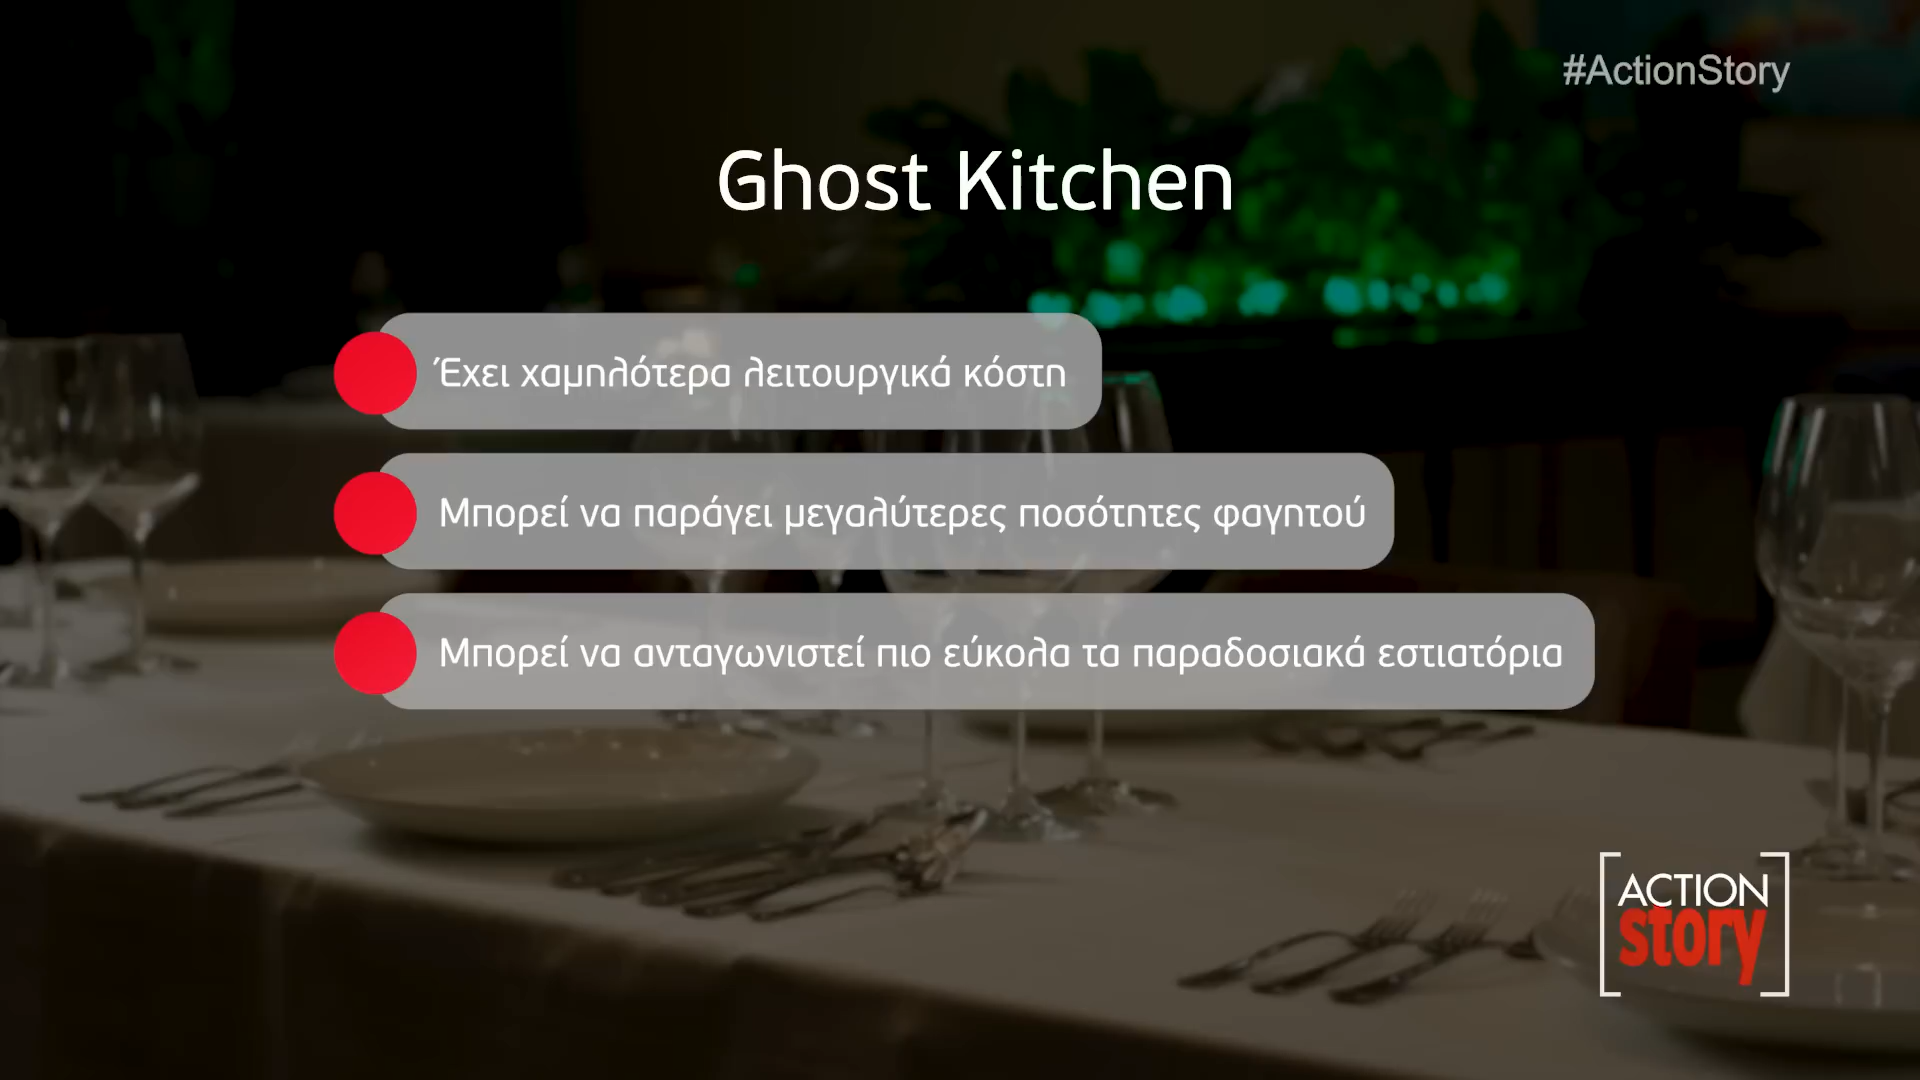 #ActionStory
Ghost Kitchen
Έχει χαμηλότερα λειτουργικά κόστη
Μπορεί να παράγει μεγαλύτερες ποσότητες φαγητού
Μπορεί να ανταγωνιστεί πιο εύκολα τα παραδοσιακά εστιατόρια
ACTION
story